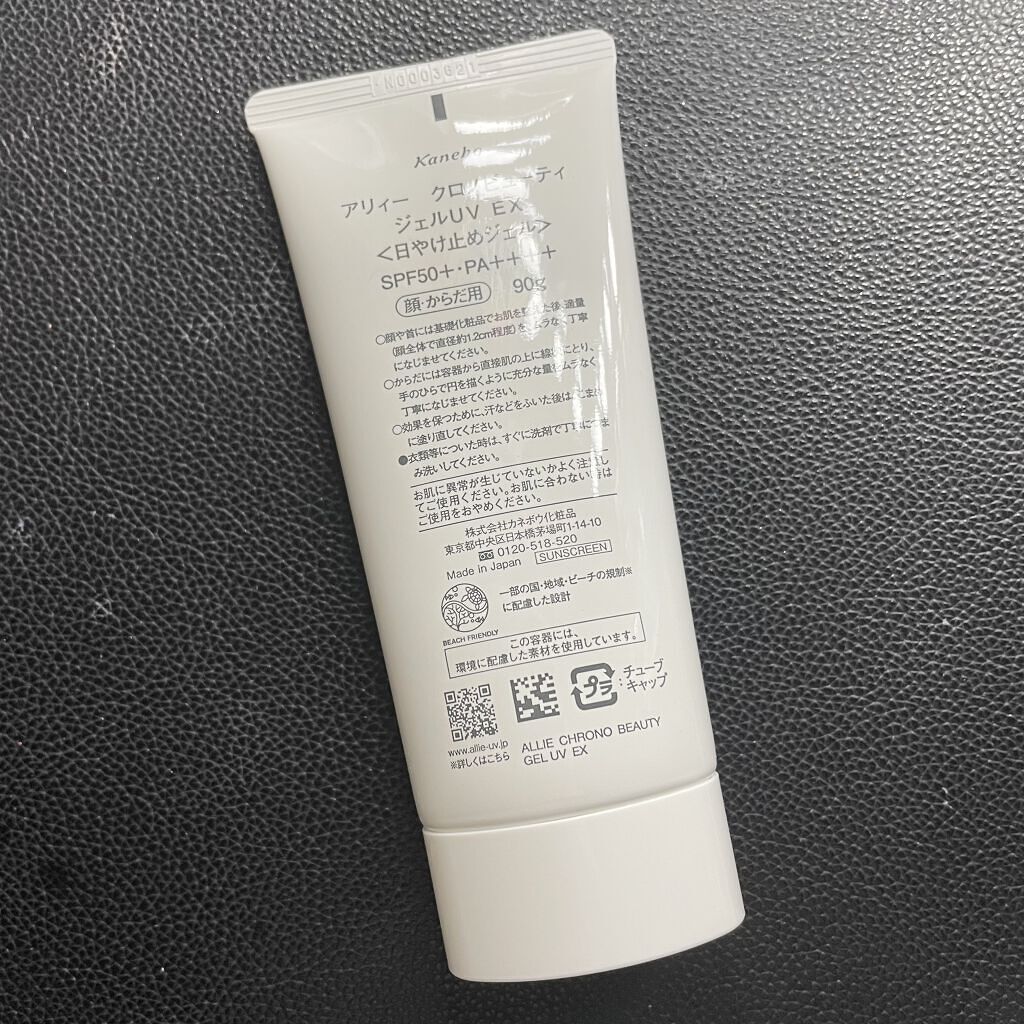 KN0003621
Kanebo
アリィー クロノビューティ
ジェルUV EX
<日やけ止めジェル>
SPF50+・PA++++
顔・からだ用 90g
○顔や首には基礎化粧品でお肌を整えた後、適量
(顔全体で直径約1.2cm程度)を、ムラなく丁寧
になじませてください。
○からだには容器から直接肌の上に線状にとり、
手のひらで円を描くように充分な量をムラなく
丁寧になじませてください。
○効果を保つために、汗などをふいた後は、こまめ
に塗り直してください。
●衣類等についた時は、すぐに洗剤で丁寧につま
み洗いしてください。
お肌に異常が生じていないかよく注意し
てご使用ください。お肌に合わない時は
ご使用をおやめください。
株式会社カネボウ化粧品
東京都中央区日本橋茅場町1-14-10
0120-518-520
Made in Japan SUNSCREEN
一部の国・地域・ビーチの規制※
に配慮した設計
BEACH FRIENDLY
この容器には、
環境に配慮した素材を使用しています。
プラ :チューブ
キャップ
www.allie-uv.jp
※詳しくはこちら
ALLIE CHRONO BEAUTY
GEL UV EX